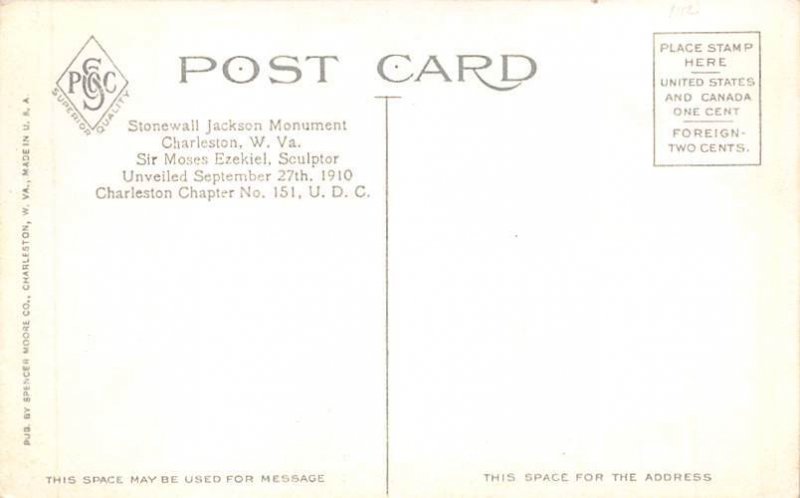 POST CARD
PCSC
SUPERIOR QUALITY
Stonewall Jackson Monument
Charleston, W. Va.
Sir Moses Ezekiel, Sculptor
Unveiled September 27th, 1910
Charleston Chapter No. 151, U. D. C.
PLACE STAMP
HERE
UNITED STATES
AND CANADA
ONE CENT
FOREIGN-
TWO CENTS.
PUB. BY SPENCER MOORE CO., CHARLESTON, W. VA., MADE IN U. S. A.
THIS SPACE MAY BE USED FOR MESSAGE
THIS SPACE FOR THE ADDRESS